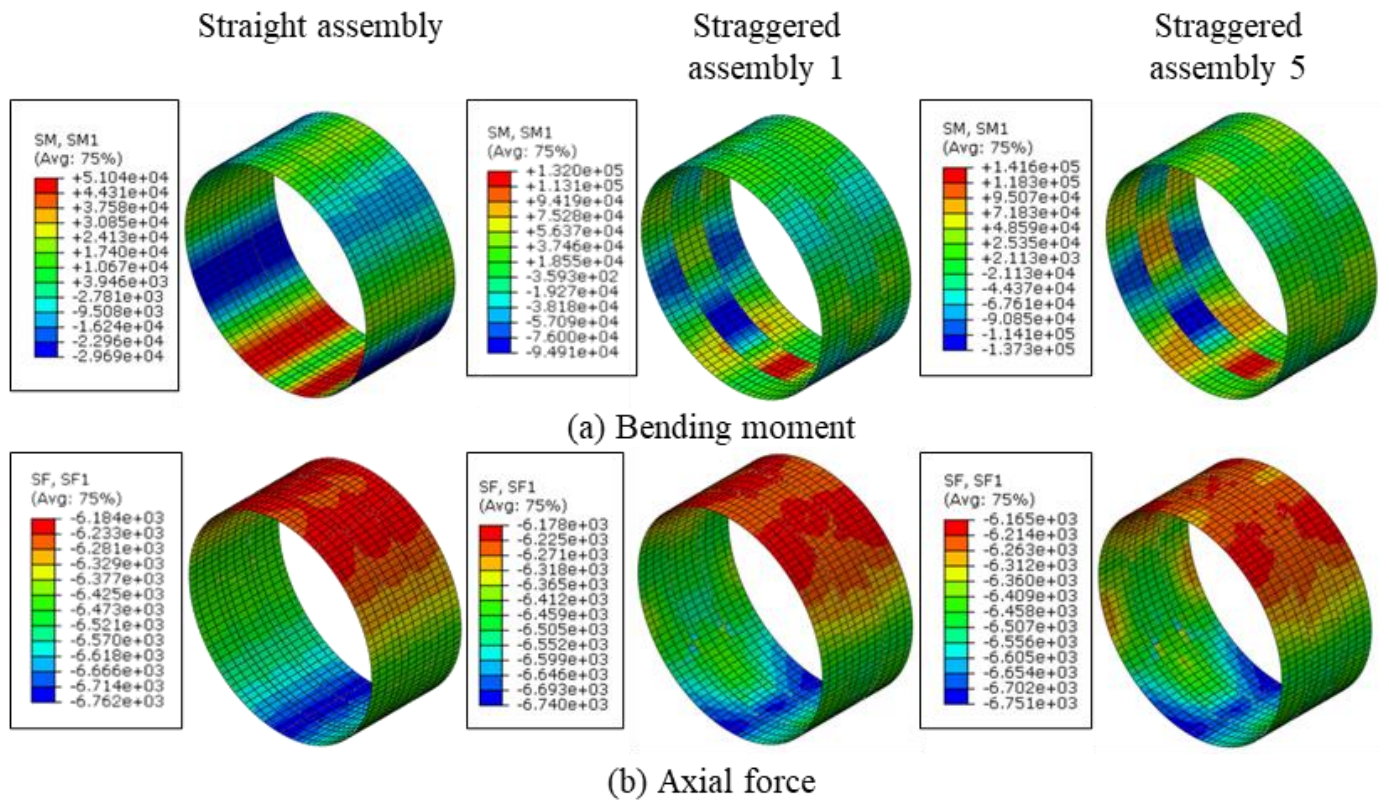 Straight assembly
Straggered
assembly 1
Straggered
assembly 5
SM, SM1
(Avg: 75%)
+5.104e+04
+4.431e+04
+3.758e+04
+3.085e+04
+2.413e+04
+1.740e+04
+1.067e+04
+3.946e+03
-2.781e+03
-9.508e+03
-1.624e+04
-2.296e+04
-2.969e+04
SM, SM1
(Avg: 75%)
+1.320e+05
+1.131e+05
+9.419e+04
+7.528e+04
+5.637e+04
+3.746e+04
+1.855e+04
-3.593e+02
-1.927e+04
-3.818e+04
-5.709e+04
-7.600e+04
-9.491e+04
SM, SM1
(Avg: 75%)
+1.416e+05
+1.183e+05
+9.507e+04
+7.183e+04
+4.859e+04
+2.535e+04
+2.113e+03
-2.113e+04
-4.437e+04
-6.761e+04
-9.085e+04
-1.141e+05
-1.373e+05
(a) Bending moment
SF, SF1
(Avg: 75%)
-6.184e+03
-6.233e+03
-6.281e+03
-6.329e+03
-6.377e+03
-6.425e+03
-6.473e+03
-6.521e+03
-6.570e+03
-6.618e+03
-6.666e+03
-6.714e+03
-6.762e+03
SF, SF1
(Avg: 75%)
-6.178e+03
-6.225e+03
-6.271e+03
-6.318e+03
-6.365e+03
-6.412e+03
-6.459e+03
-6.505e+03
-6.552e+03
-6.599e+03
-6.646e+03
-6.693e+03
-6.740e+03
SF, SF1
(Avg: 75%)
-6.165e+03
-6.214e+03
-6.263e+03
-6.312e+03
-6.360e+03
-6.409e+03
-6.458e+03
-6.507e+03
-6.556e+03
-6.605e+03
-6.654e+03
-6.702e+03
-6.751e+03
(b) Axial force